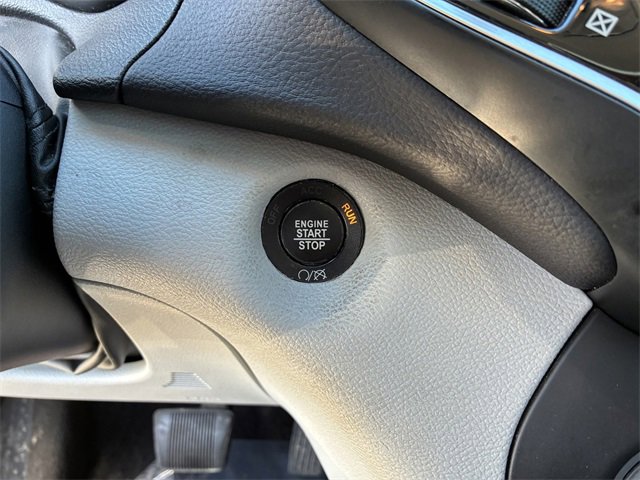 OFF ACC RUN
ENGINE
START
STOP